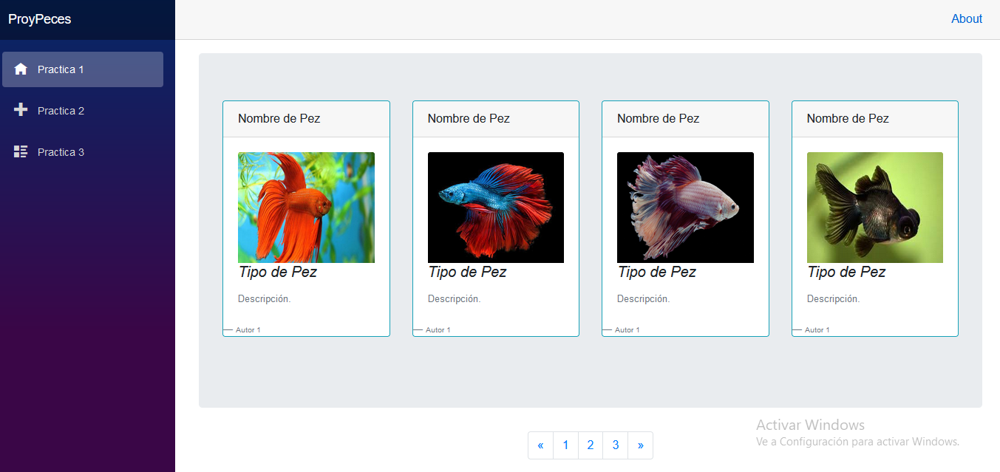 ProyPeces
About
Practica 1
Practica 2
Practica 3
Nombre de Pez
Tipo de Pez
Descripción.
— Autor 1
Nombre de Pez
Tipo de Pez
Descripción.
— Autor 1
Nombre de Pez
Tipo de Pez
Descripción.
— Autor 1
Nombre de Pez
Tipo de Pez
Descripción.
— Autor 1
« 1 2 3 »
Activar Windows
Ve a Configuración para activar Windows.